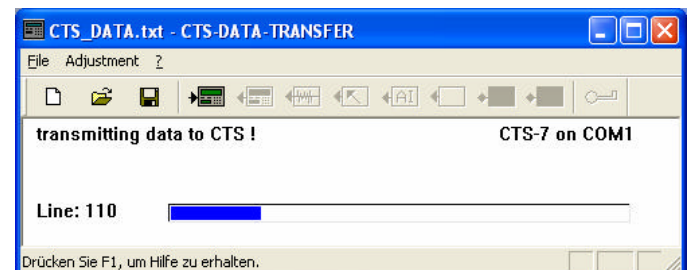 CTS_DATA.txt - CTS-DATA-TRANSFER
File Adjustment ?
AI
transmitting data to CTS ! CTS-7 on COM1
Line: 110
Drücken Sie F1, um Hilfe zu erhalten.